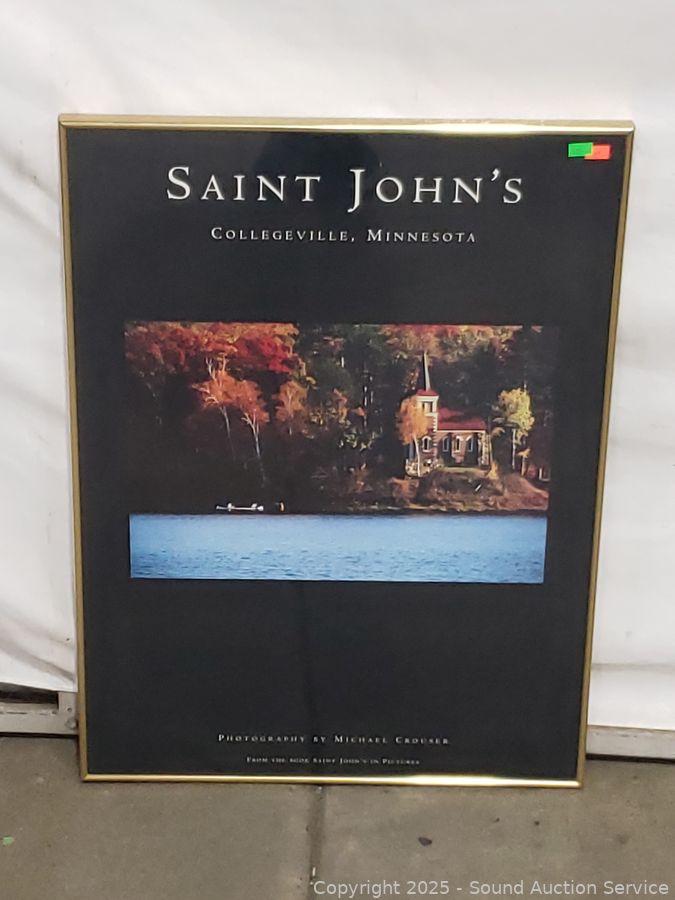 SAINT JOHN'S
COLLEGEVILLE, MINNESOTA
PHOTOGRAPHY BY MICHAEL CROUSER
FROM THE BOOK SAINT JOHN'S IN PICTURES
Copyright © 2025 - Sound Auction Service